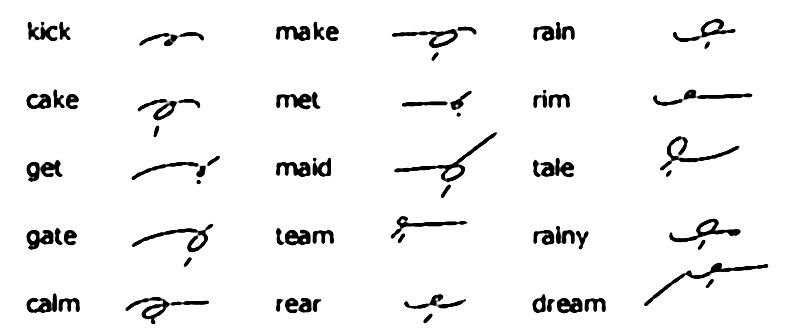 kick make rain
cake met rim
get maid tale
gate team rainy
calm rear dream